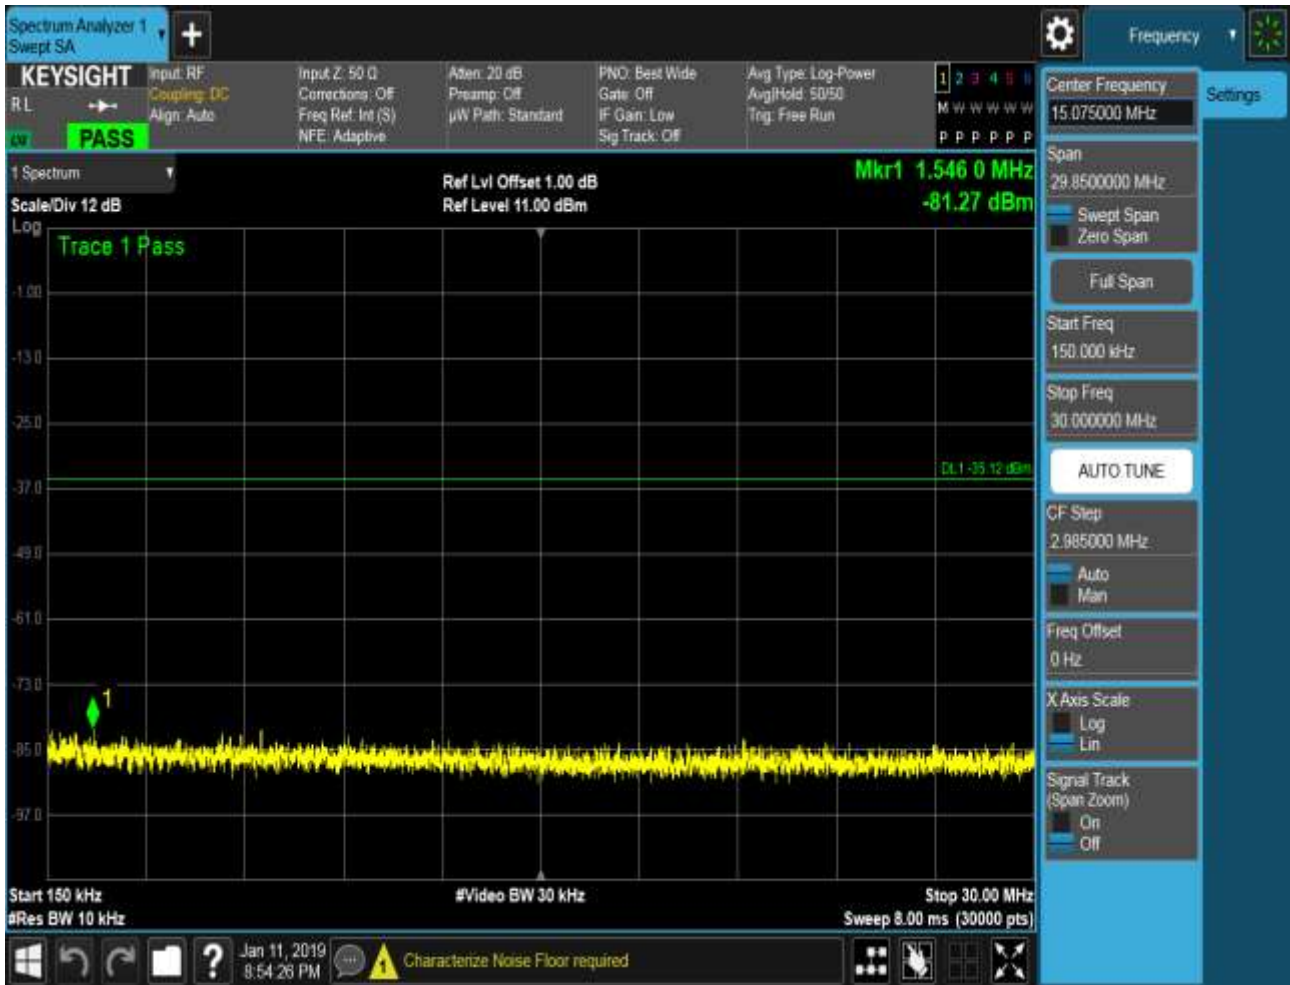 Spectrum Analyzer 1
Swept SA
+
Frequency
KEYSIGHT
Input: RF
Coupling: DC
Align: Auto
Input Z: 50 Ω
Corrections: Off
Freq Ref: Int (S)
NFE: Adaptive
Atten: 20 dB
Preamp: Off
µW Path: Standard
PNO: Best Wide
Gate: Off
IF Gain: Low
Sig Track: Off
Avg Type: Log-Power
Avg|Hold: 50/50
Trig: Free Run
1 2 3 4 5 6
M W W W W W
P P P P P P
R L
PASS
Center Frequency
15.075000 MHz
Settings
Span
29.8500000 MHz
Swept Span
Zero Span
Full Span
Start Freq
150.000 kHz
Stop Freq
30.000000 MHz
AUTO TUNE
CF Step
2.985000 MHz
Auto
Man
Freq Offset
0 Hz
X Axis Scale
Log
Lin
Signal Track
(Span Zoom)
On
Off
1 Spectrum
Scale/Div 12 dB
Log
Ref Lvl Offset 1.00 dB
Ref Level 11.00 dBm
Mkr1 1.546 0 MHz
-81.27 dBm
Trace 1 Pass
-1.00
-13.0
-25.0
DL1 -35.12 dBm
-37.0
-49.0
-61.0
-73.0
1
-85.0
-97.0
Start 150 kHz
#Video BW 30 kHz
Stop 30.00 MHz
#Res BW 10 kHz
Sweep 8.00 ms (30000 pts)
?
Jan 11, 2019
8:54:26 PM
1
Characterize Noise Floor required